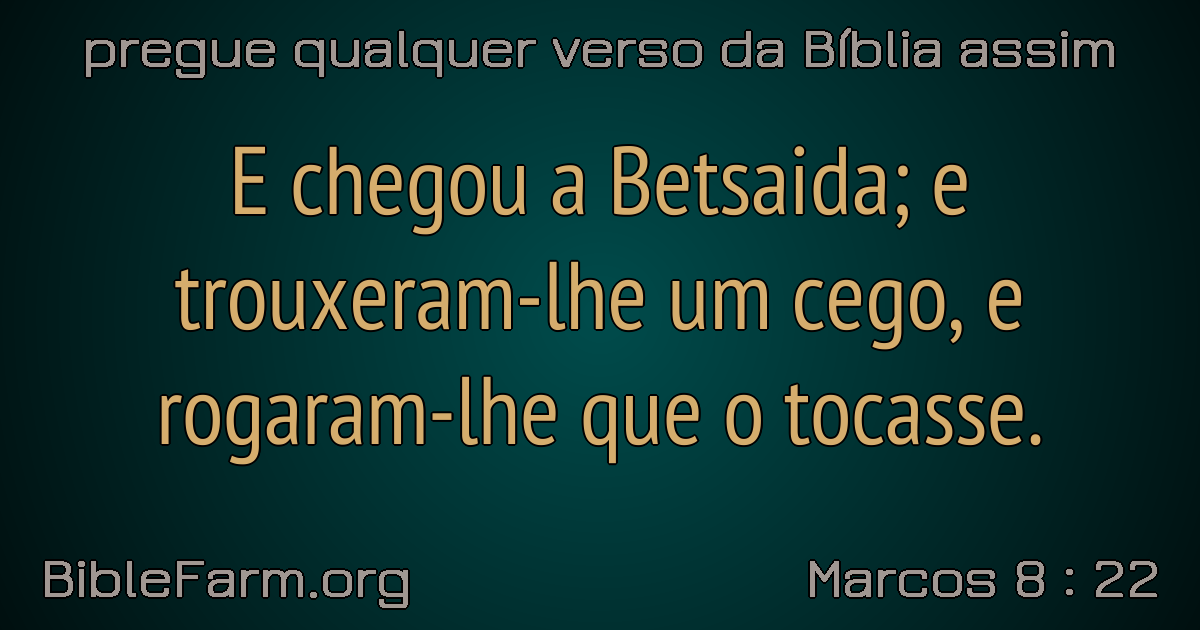 pregue qualquer verso da Bíblia assim
E chegou a Betsaida; e
trouxeram-lhe um cego, e
rogaram-lhe que o tocasse.
BibleFarm.org
Marcos 8 : 22